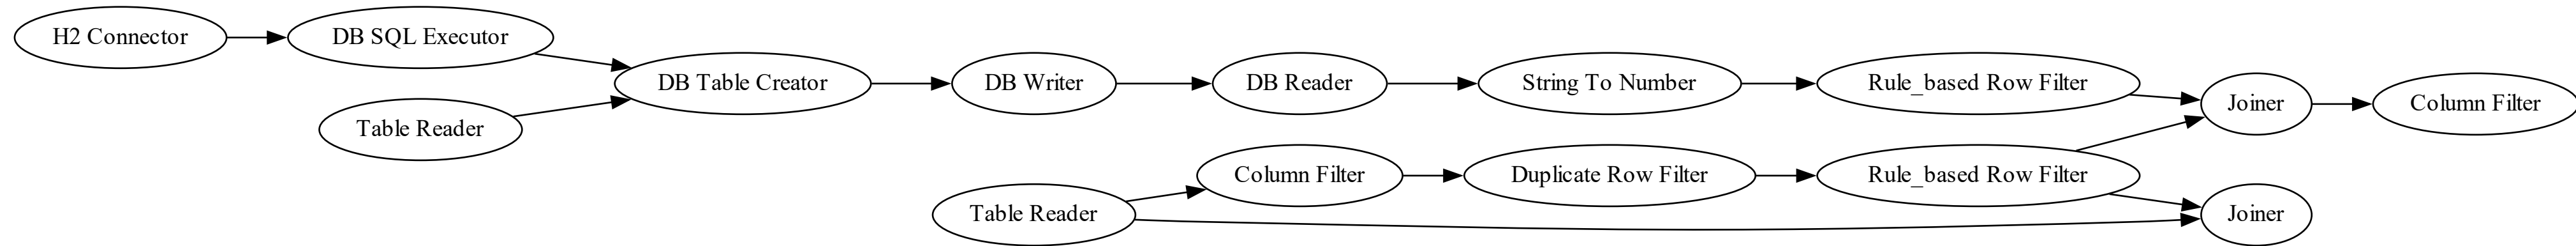 H2 Connector
DB SQL Executor
Table Reader
DB Table Creator
DB Writer
DB Reader
String To Number
Rule_based Row Filter
Joiner
Column Filter
Table Reader
Column Filter
Duplicate Row Filter
Rule_based Row Filter
Joiner